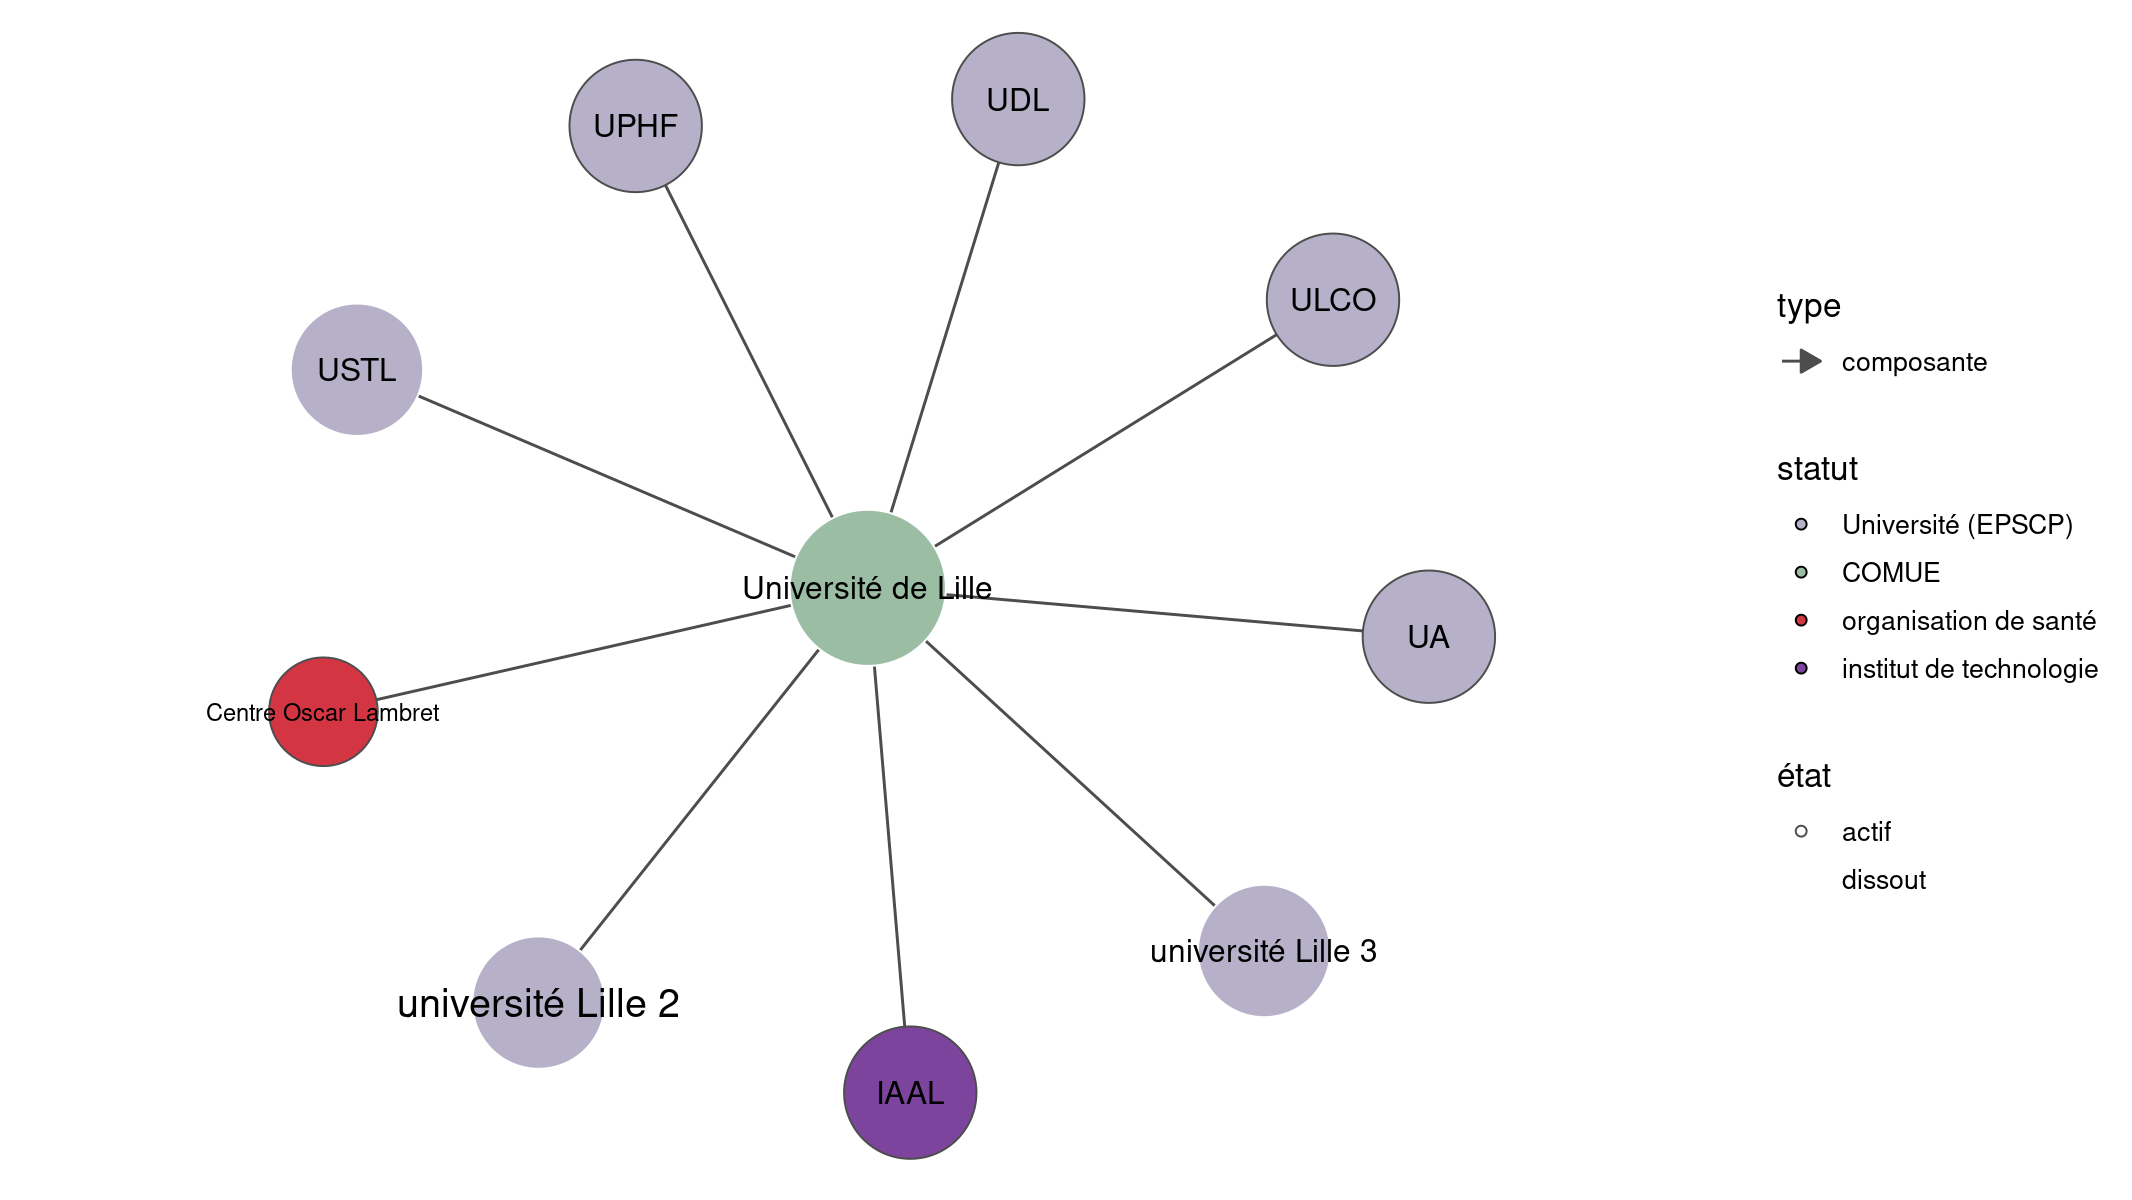 UDL
UPHF
ULCO
USTL
Université de Lille
UA
Centre Oscar Lambret
université Lille 3
université Lille 2
IAAL
type
composante
statut
Université (EPSCP)
COMUE
organisation de santé
institut de technologie
état
actif
dissout